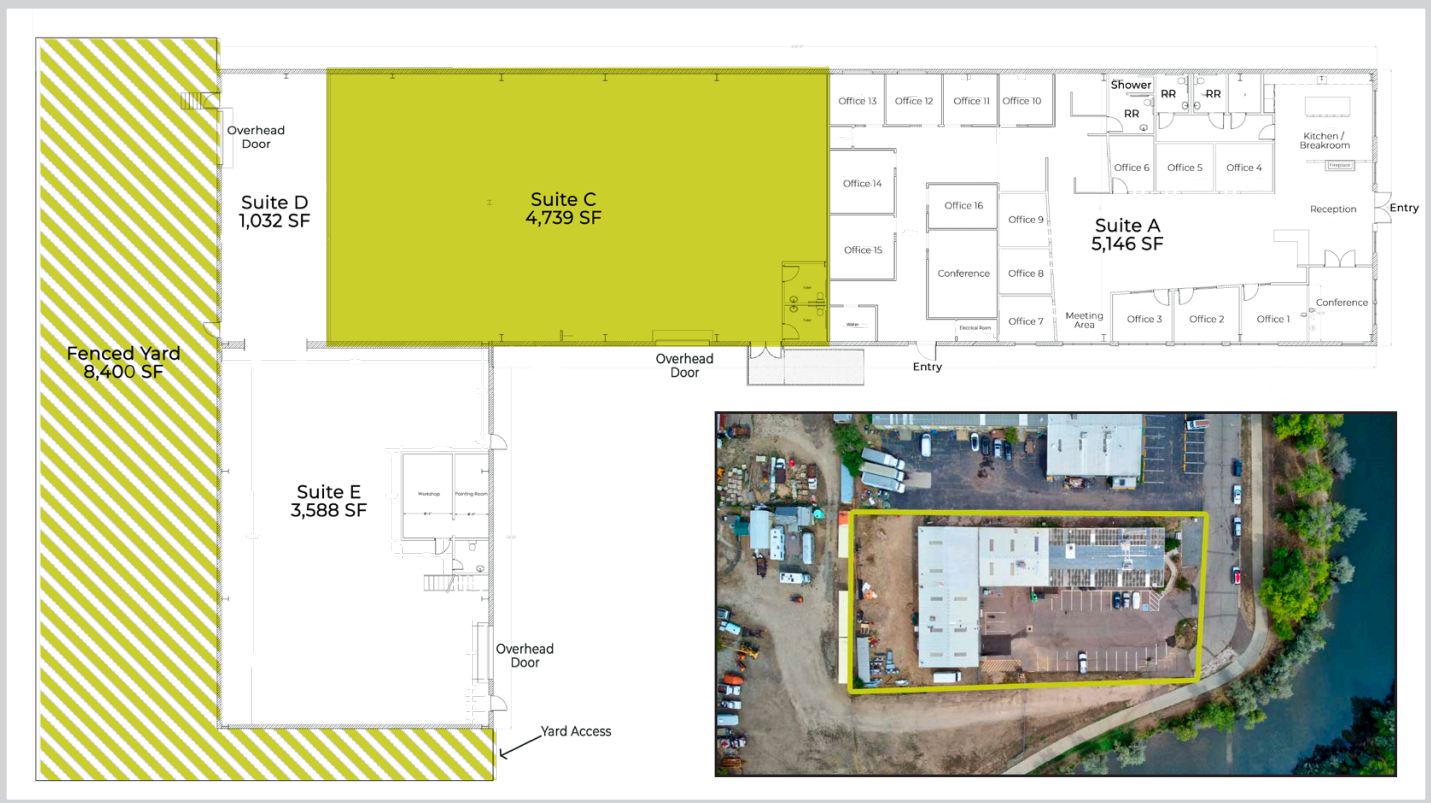 Office 13
Office 12
Office 11
Office 10
Shower
RR
RR
RR
Overhead
Door
Kitchen /
Breakroom
Fireplace
Office 14
Office 6
Office 5
Office 4
Suite D
1,032 SF
Suite C
4,739 SF
Office 16
Office 9
Suite A
5,146 SF
Reception
Entry
Office 15
Conference
Office 8
Conference
Water
Electrical Room
Office 7
Meeting
Area
Office 3
Office 2
Office 1
Toilet
Toilet
Fenced Yard
8,400 SF
Overhead
Door
Entry
Suite E
3,588 SF
Workshop
Painting Room
Overhead
Door
Yard Access